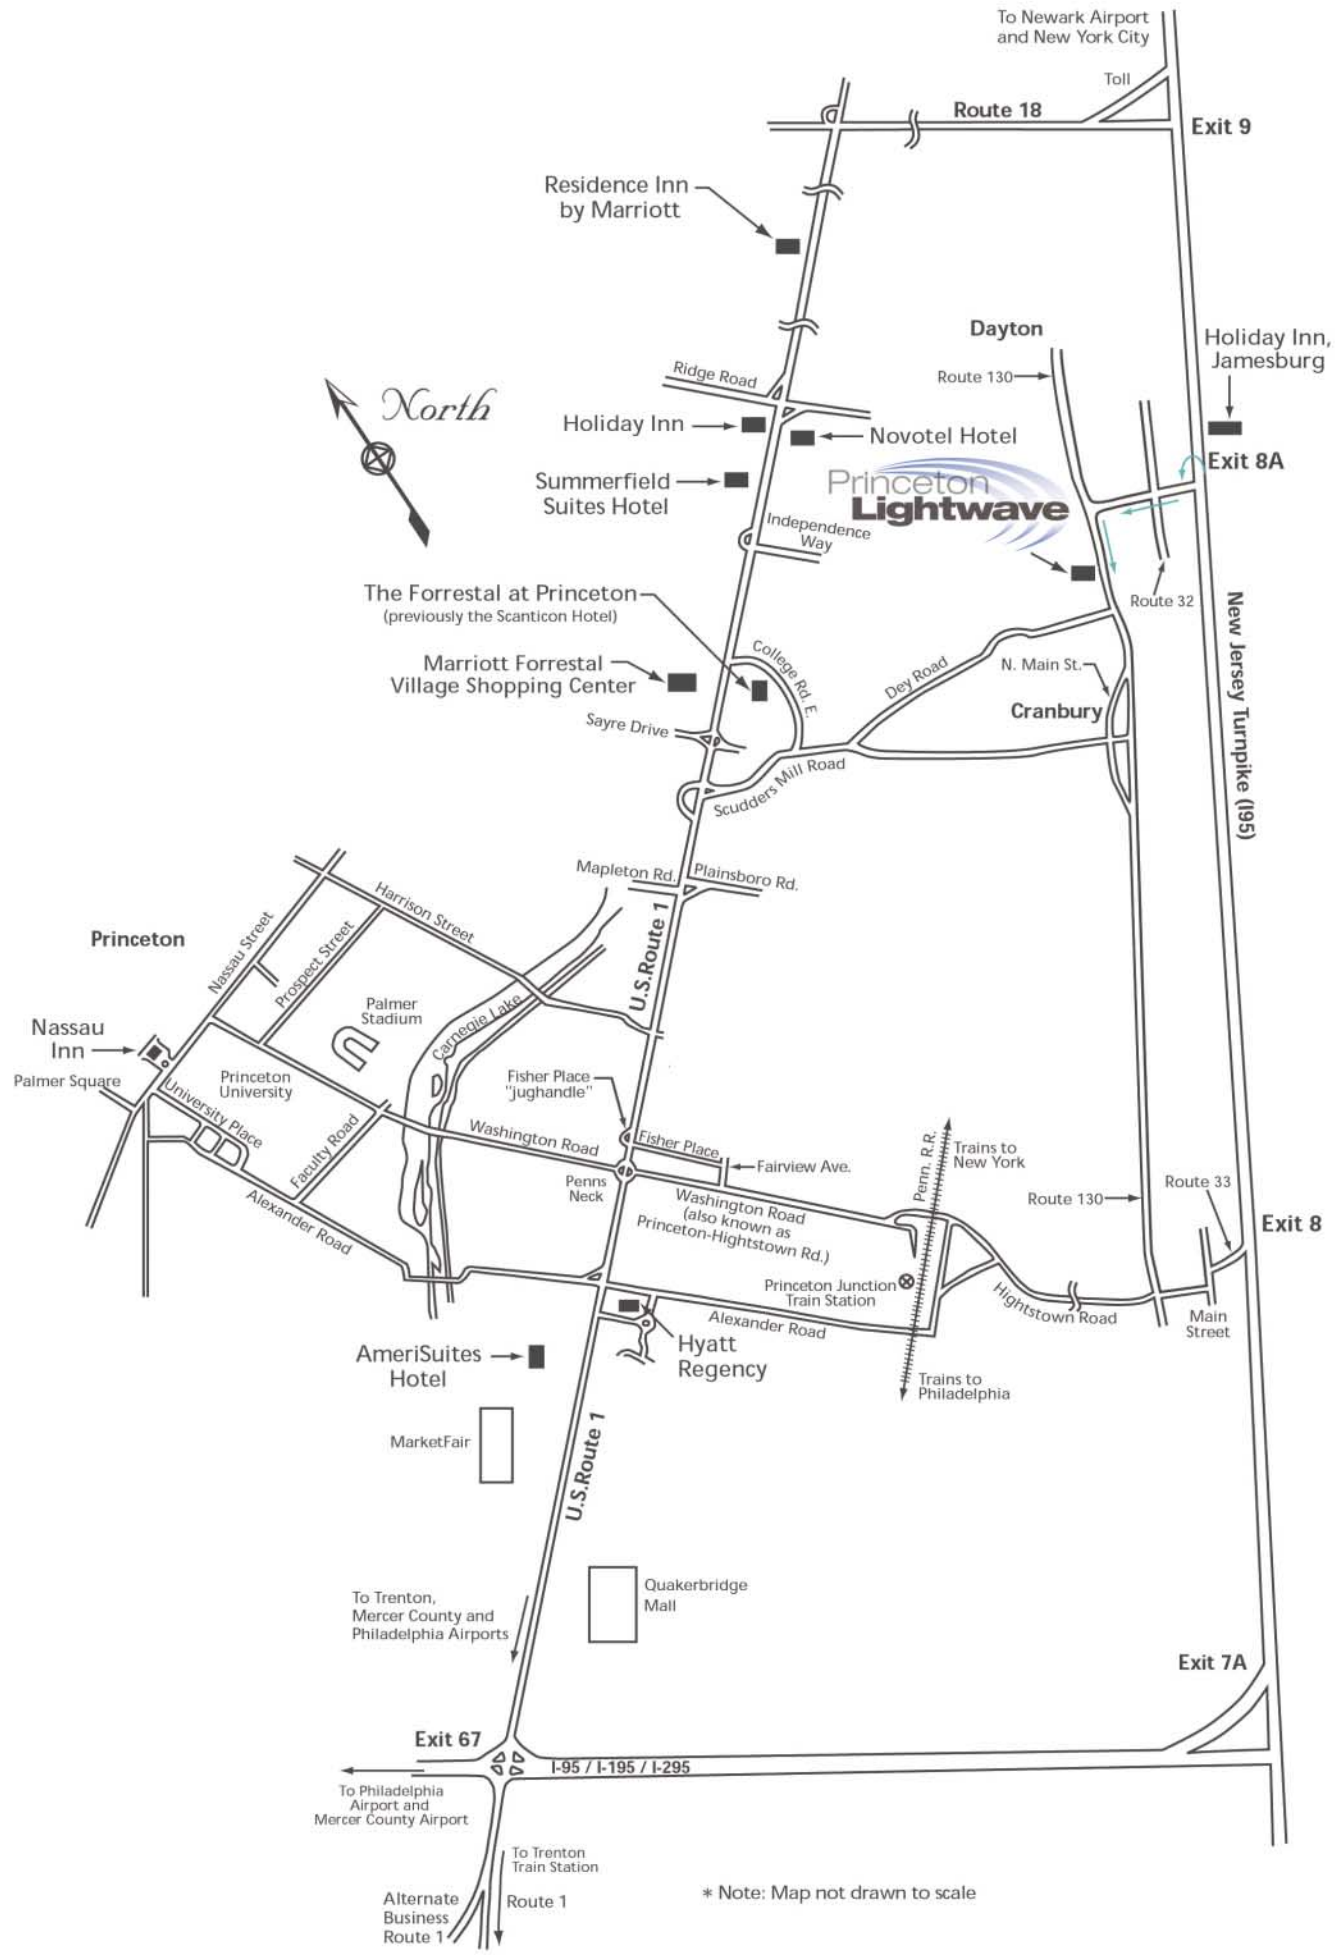 To Newark Airport
and New York City
Toll
Route 18
Exit 9
Residence Inn
by Marriott
Dayton
Holiday Inn,
Jamesburg
Ridge Road
Route 130
North
Holiday Inn
Novotel Hotel
Exit 8A
Summerfield
Suites Hotel
Princeton
Lightwave
Independence
Way
The Forrestal at Princeton
(previously the Scanticon Hotel)
Route 32
New Jersey Turnpike (I95)
College Rd. E.
Marriott Forrestal
Village Shopping Center
Dey Road
N. Main St.
Cranbury
Sayre Drive
Scudders Mill Road
Mapleton Rd.
Plainsboro Rd.
Harrison Street
U.S.Route 1
Princeton
Nassau Street
Prospect Street
Palmer
Stadium
Carnegie Lake
Nassau
Inn
Palmer Square
Princeton
University
University Place
Fisher Place
"jughandle"
Faculty Road
Washington Road
Fisher Place
Fairview Ave.
Penn. R.R.
Trains to
New York
Penns
Neck
Route 130
Route 33
Exit 8
Alexander Road
Washington Road
(also known as
Princeton-Hightstown Rd.)
Princeton Junction
Train Station
Hightstown Road
Main
Street
Alexander Road
AmeriSuites
Hotel
Hyatt
Regency
Trains to
Philadelphia
MarketFair
U.S.Route 1
Quakerbridge
Mall
To Trenton,
Mercer County and
Philadelphia Airports
Exit 7A
Exit 67
I-95 / I-195 / I-295
To Philadelphia
Airport and
Mercer County Airport
To Trenton
Train Station
Alternate
Business
Route 1
Route 1
* Note: Map not drawn to scale